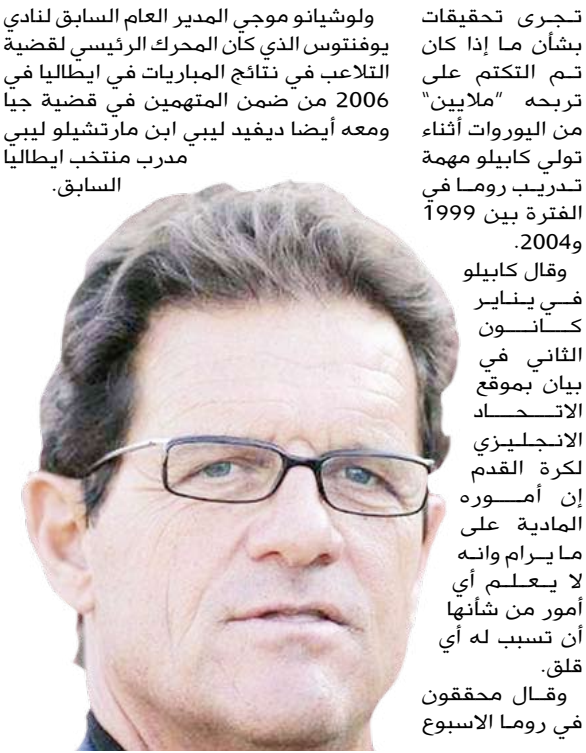 تجرى تحقيقات
بشأن ما إذا كان
تم التكتم على
تربحه "ملايين"
من اليوروات أثناء
تولي كابيلو مهمة
تدريب روما في
الفترة بين 1999
و2004.
وقال كابيلو
في يناير
كانون
الثاني في
بيان بموقع
الاتحاد
الانجليزي
لكرة القدم
إن أموره
المادية على
ما يرام وانه
لا يعلم أي
أمور من شأنها
أن تسبب له أي
قلق.
وقال محققون
في روما الاسبوع
ولوشيانو موجي المدير العام السابق لنادي
يوفنتوس الذي كان المحرك الرئيسي لقضية
التلاعب في نتائج المباريات في ايطاليا في
2006 من ضمن المتهمين في قضية جيا
ومعه أيضا ديفيد ليبي ابن مارتشيلو ليبي
مدرب منتخب ايطاليا
السابق.